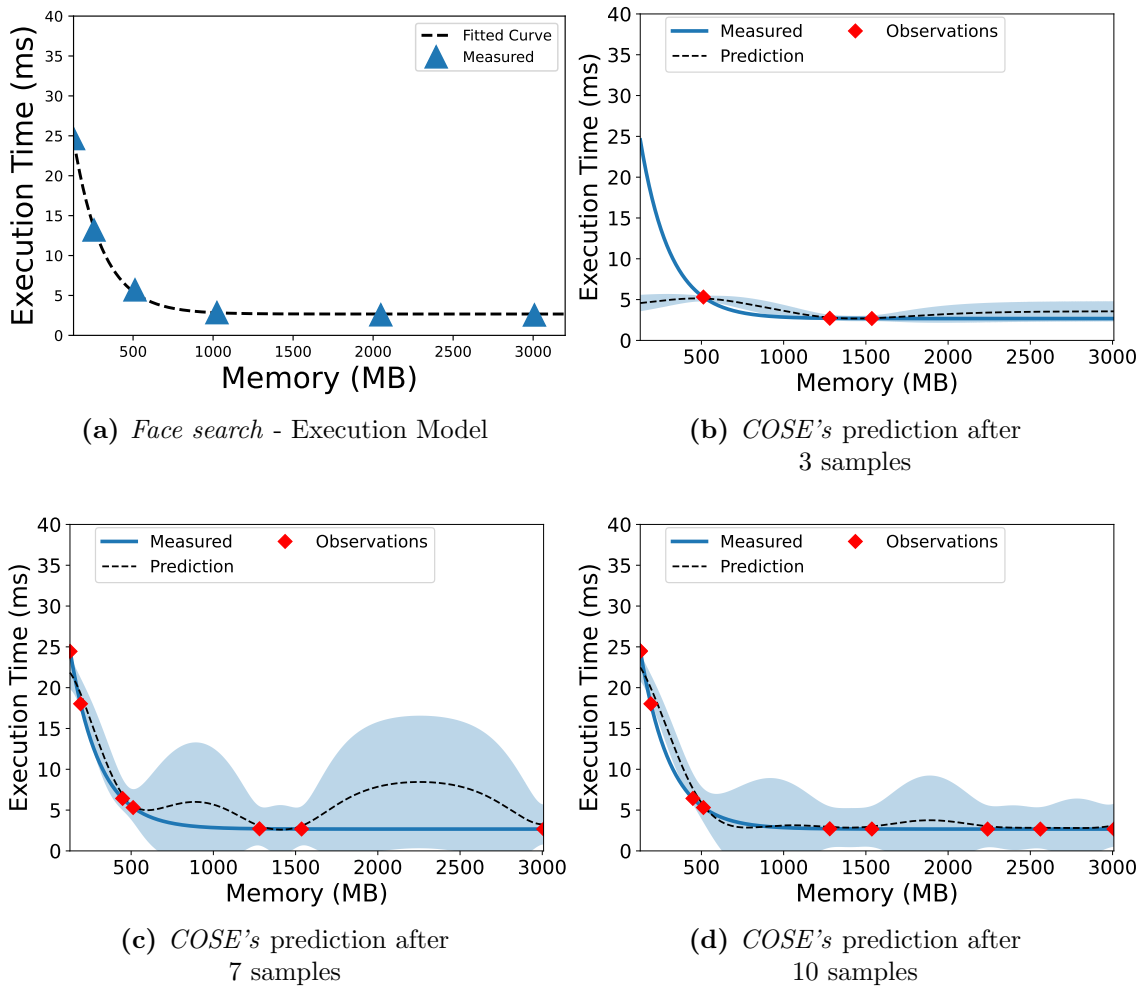 40
35
30
25
20
15
10
5
0
Execution Time (ms)
Fitted Curve
Measured
500 1000 1500 2000 2500 3000
Memory (MB)
(a) Face search - Execution Model
40
35
30
25
20
15
10
5
0
Execution Time (ms)
Measured Observations
Prediction
500 1000 1500 2000 2500 3000
Memory (MB)
(b) COSE's prediction after
3 samples
40
35
30
25
20
15
10
5
0
Execution Time (ms)
Measured Observations
Prediction
500 1000 1500 2000 2500 3000
Memory (MB)
(c) COSE's prediction after
7 samples
40
35
30
25
20
15
10
5
0
Execution Time (ms)
Measured Observations
Prediction
500 1000 1500 2000 2500 3000
Memory (MB)
(d) COSE's prediction after
10 samples